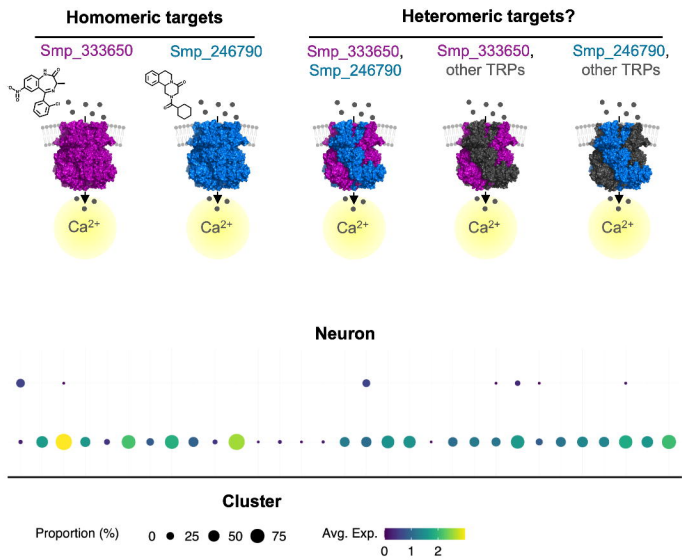 Homomeric targets
Heteromeric targets?
Smp_333650
Smp_246790
Smp_333650,
Smp_246790
Smp_333650,
other TRPs
Smp_246790,
other TRPs
Ca2+
Ca2+
Ca2+
Ca2+
Ca2+
Neuron
Cluster
Proportion (%) 0 25 50 75
Avg. Exp.
0 1 2